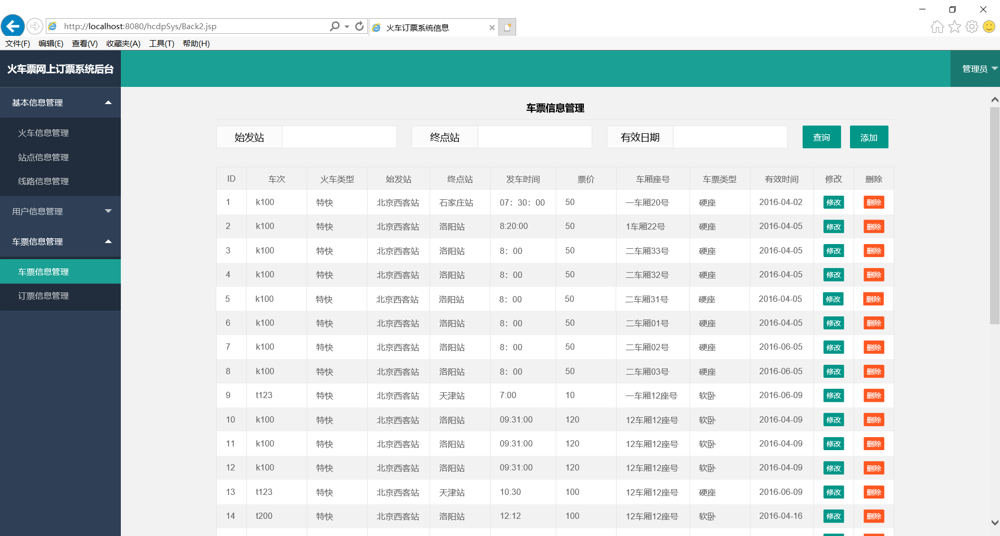 http://localhost:8080/hcdpSys/Back2.jsp 火车订票系统信息
文件(F) 编辑(E) 查看(V) 收藏夹(A) 工具(T) 帮助(H)
火车票网上订票系统后台 管理员
基本信息管理
火车信息管理
站点信息管理
线路信息管理
用户信息管理
车票信息管理
车票信息管理
订票信息管理
车票信息管理
始发站 终点站 有效日期 查询 添加
ID 车次 火车类型 始发站 终点站 发车时间 票价 车厢座号 车票类型 有效时间 修改 删除
1 k100 特快 北京西客站 石家庄站 07：30：00 50 一车厢20号 硬座 2016-04-02 修改 删除
2 k100 特快 北京西客站 洛阳站 8:20:00 50 1车厢22号 硬座 2016-04-05 修改 删除
3 k100 特快 北京西客站 洛阳站 8：00 50 二车厢33号 硬座 2016-04-05 修改 删除
4 k100 特快 北京西客站 洛阳站 8：00 50 二车厢32号 硬座 2016-04-05 修改 删除
5 k100 特快 北京西客站 洛阳站 8：00 50 二车厢31号 硬座 2016-04-05 修改 删除
6 k100 特快 北京西客站 洛阳站 8：00 50 二车厢01号 硬座 2016-04-05 修改 删除
7 k100 特快 北京西客站 洛阳站 8：00 50 二车厢02号 硬座 2016-06-05 修改 删除
8 k100 特快 北京西客站 洛阳站 8：00 50 二车厢03号 硬座 2016-06-05 修改 删除
9 t123 特快 北京西客站 天津站 7:00 10 一车厢12座号 软卧 2016-06-09 修改 删除
10 k100 特快 北京西客站 洛阳站 09:31:00 120 12车厢12座号 软卧 2016-04-09 修改 删除
11 k100 特快 北京西客站 洛阳站 09:31:00 120 12车厢12座号 软卧 2016-04-09 修改 删除
12 k100 特快 北京西客站 洛阳站 09:31:00 120 12车厢12座号 软卧 2016-04-09 修改 删除
13 t123 特快 北京西客站 天津站 10:30 100 12车厢12座号 硬座 2016-06-09 修改 删除
14 t200 特快 北京西客站 洛阳站 12:12 100 12车厢12座号 软卧 2016-04-16 修改 删除